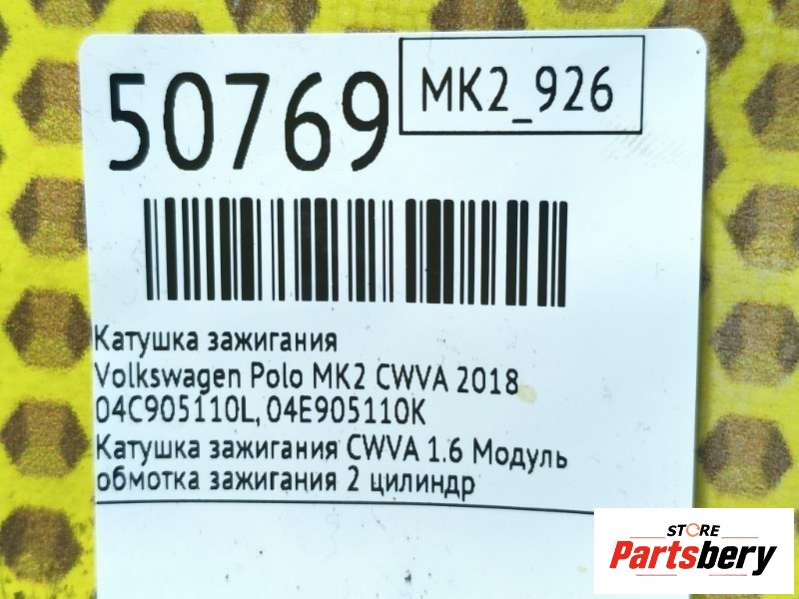 50769
MK2_926
Катушка зажигания
Volkswagen Polo MK2 CWVA 2018
04C905110L, 04E905110K
Катушка зажигания CWVA 1.6 Модуль
обмотка зажигания 2 цилиндр
STORE
Partsbery